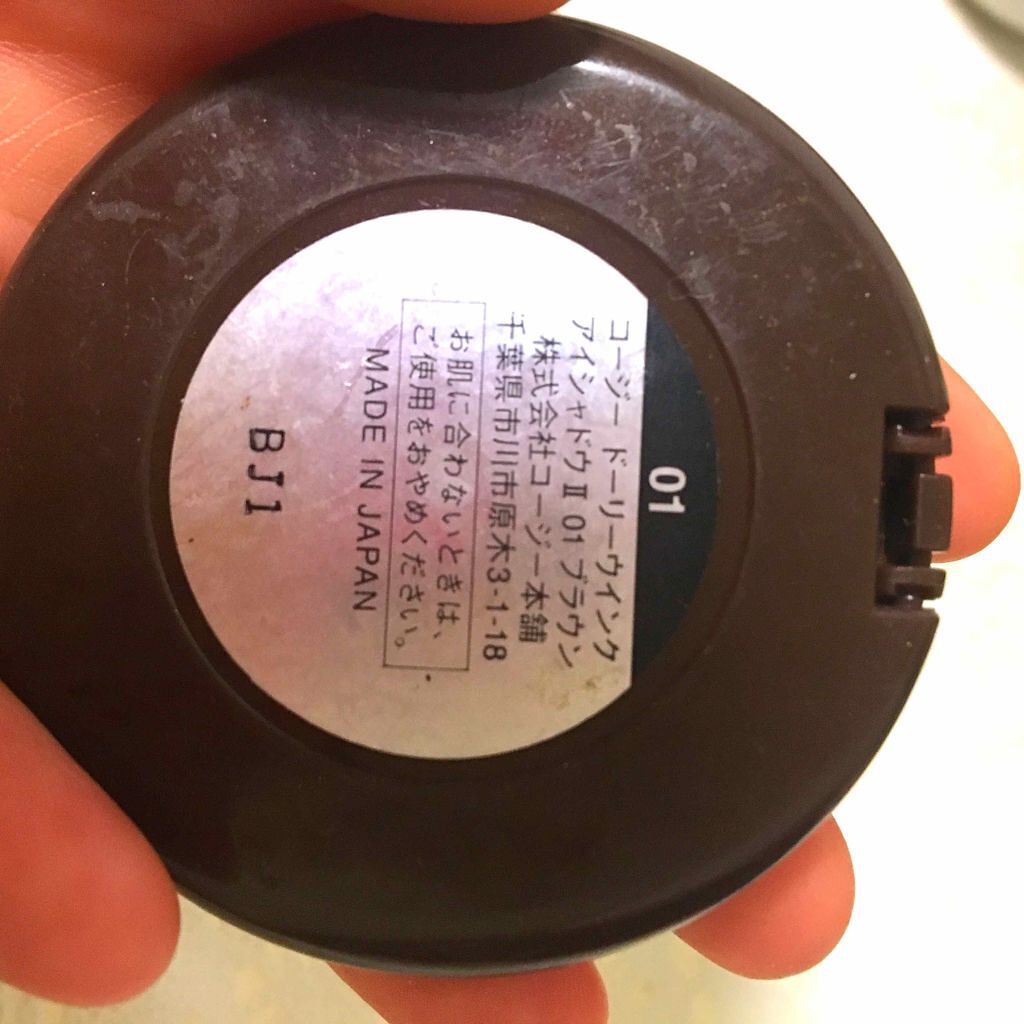 01
コージー ドーリーウインク
アイシャドウⅡ 01 ブラウン
株式会社コージー本舗
千葉県市川市原木3-1-18
お肌に合わないときは、
ご使用をおやめください。
MADE IN JAPAN
BJ1